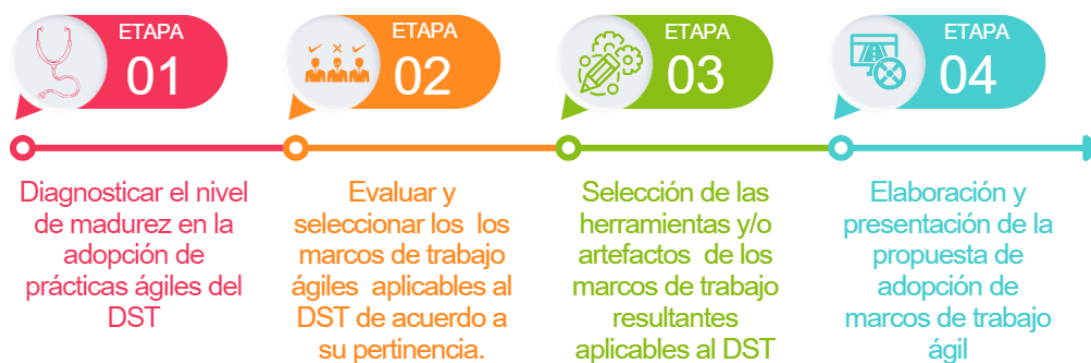 ETAPA
01
Diagnosticar el nivel
de madurez en la
adopción de
prácticas ágiles del
DST
ETAPA
02
Evaluar y
seleccionar los los
marcos de trabajo
ágiles aplicables al
DST de acuerdo a
su pertinencia.
ETAPA
03
Selección de las
herramientas y/o
artefactos de los
marcos de trabajo
resultantes
aplicables al DST
ETAPA
04
Elaboración y
presentación de la
propuesta de
adopción de
marcos de trabajo
ágil